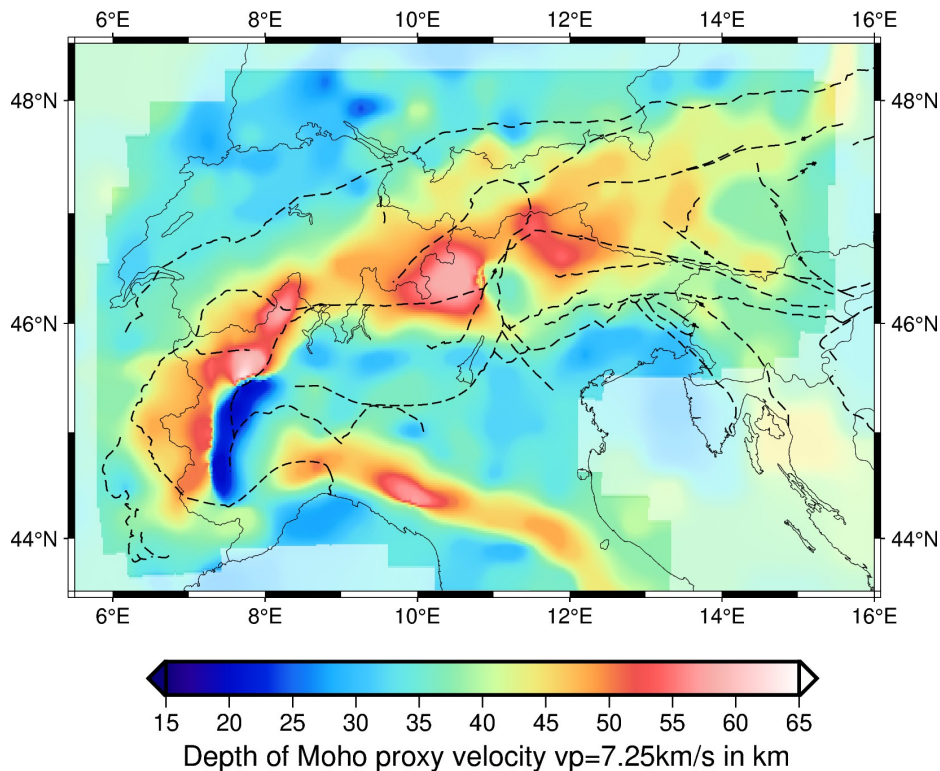 6°E 8°E 10°E 12°E 14°E 16°E
48°N 48°N
46°N 46°N
44°N 44°N
6°E 8°E 10°E 12°E 14°E 16°E
15 20 25 30 35 40 45 50 55 60 65
Depth of Moho proxy velocity vp=7.25km/s in km